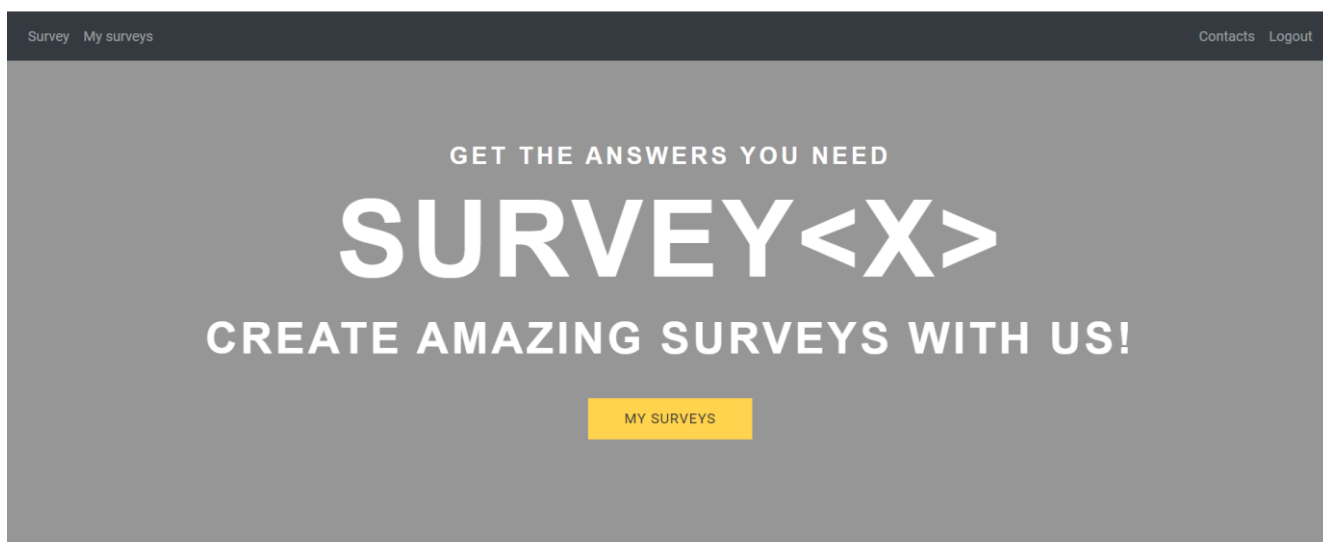 Survey My surveys Contacts Logout
GET THE ANSWERS YOU NEED
SURVEY<X>
CREATE AMAZING SURVEYS WITH US!
MY SURVEYS